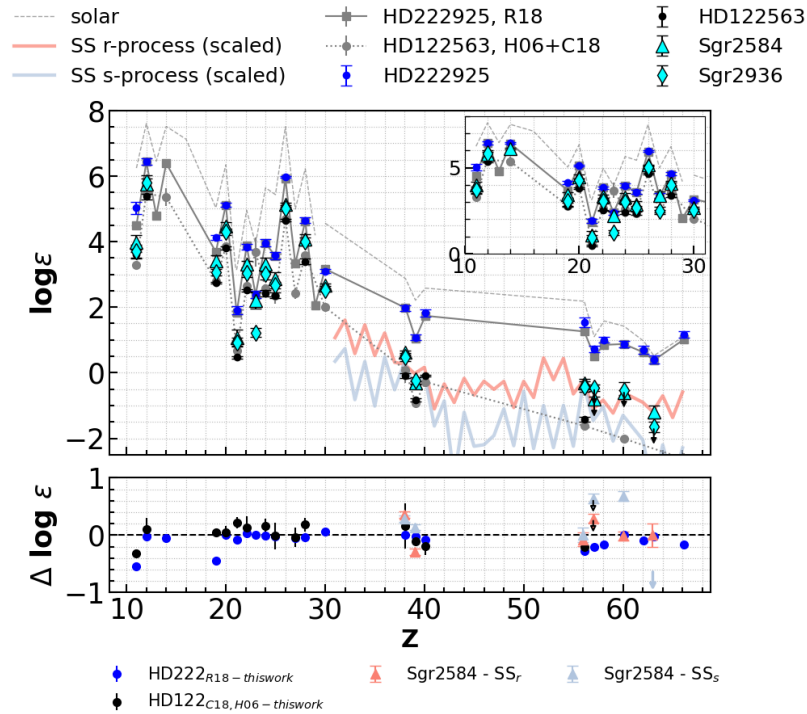 solar
HD222925, R18
HD122563
SS r-process (scaled)
HD122563, H06+C18
Sgr2584
SS s-process (scaled)
HD222925
Sgr2936
8
6
4
2
0
−2
logε
5
0
10
20
30
1
0
−1
Δ log ε
10
20
30
40
50
60
Z
HD222R18−thiswork
Sgr2584 - SSr
Sgr2584 - SSs
HD122C18,H06−thiswork